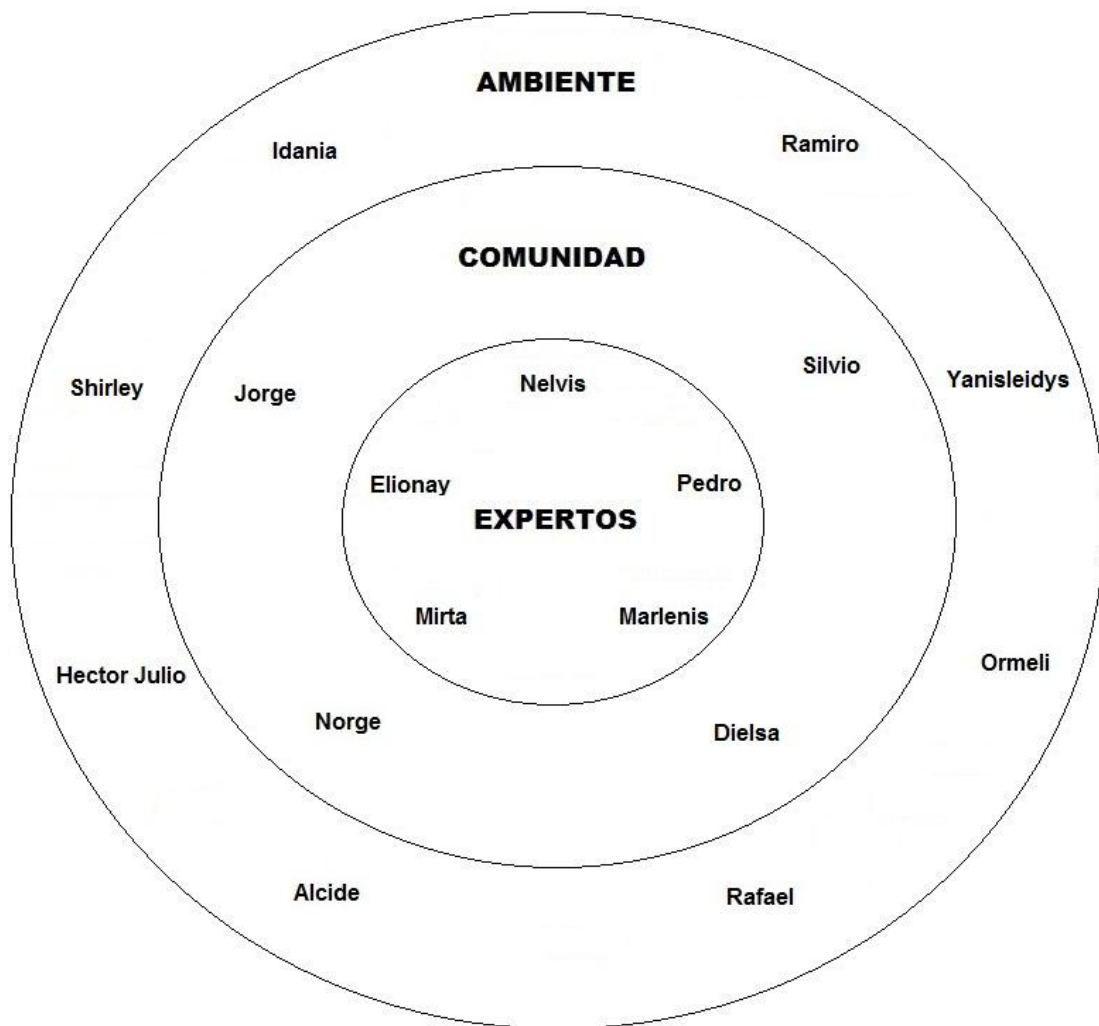 AMBIENTE
Idania
Ramiro
COMUNIDAD
Shirley
Jorge
Nelvis
Silvio
Yanisleidys
Elionay
Pedro
EXPERTOS
Mirta
Marlenis
Hector Julio
Ormeli
Norge
Dielsa
Alcide
Rafael